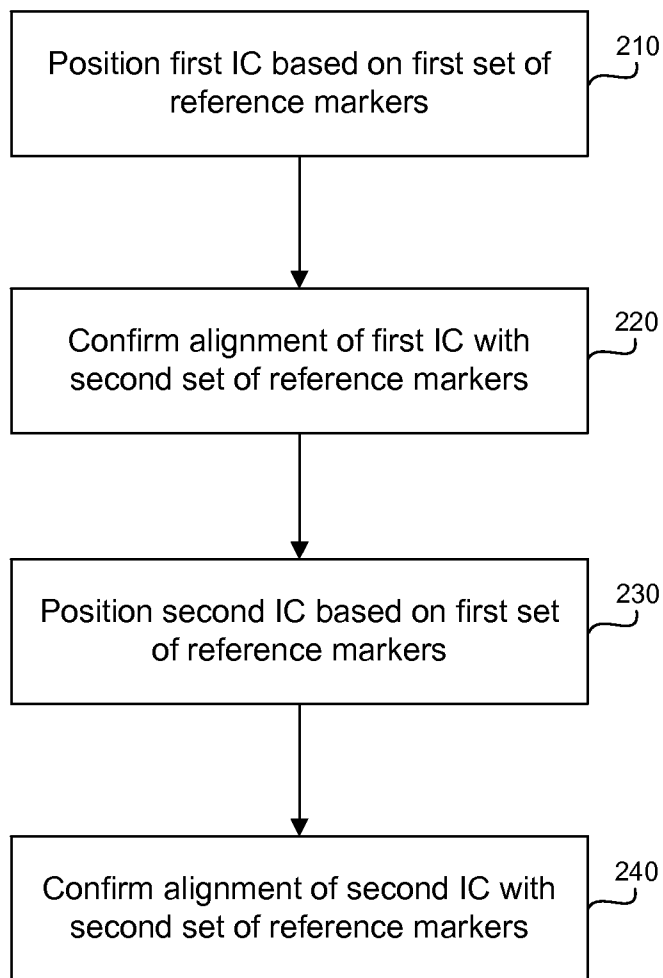 Position first IC based on first set of
reference markers
210
Confirm alignment of first IC with
second set of reference markers
220
Position second IC based on first set
of reference markers
230
Confirm alignment of second IC with
second set of reference markers
240